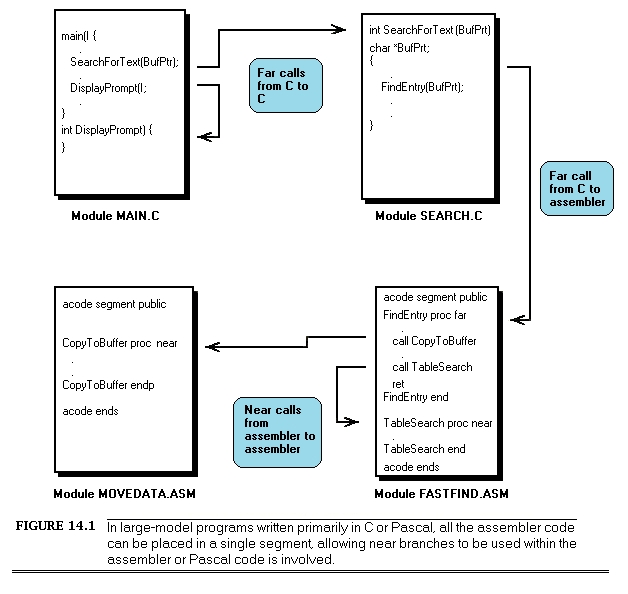 main(I {
.
SearchForText(BufPtr);
.
DisplayPrompt(I;
.
}
int DisplayPrompt) {
}
Module MAIN.C
Far calls
from C to
C
int SearchForText (BufPrt)
char *BufPrt;
{
.
FindEntry(BufPrt);
.
.
}
Module SEARCH.C
Far call
from C to
assembler
acode segment public
CopyToBuffer proc near
.
.
CopyToBuffer endp
acode ends
Module MOVEDATA.ASM
Near calls
from
assembler to
assembler
acode segment public
FindEntry proc far
.
call CopyToBuffer
.
call TableSearch
ret
FindEntry end
TableSearch proc near
.
TableSearch end
acode ends
Module FASTFIND.ASM
FIGURE 14.1 In large-model programs written primarily in C or Pascal, all the assembler code
can be placed in a single segment, allowing near branches to be used within the
assembler or Pascal code is involved.